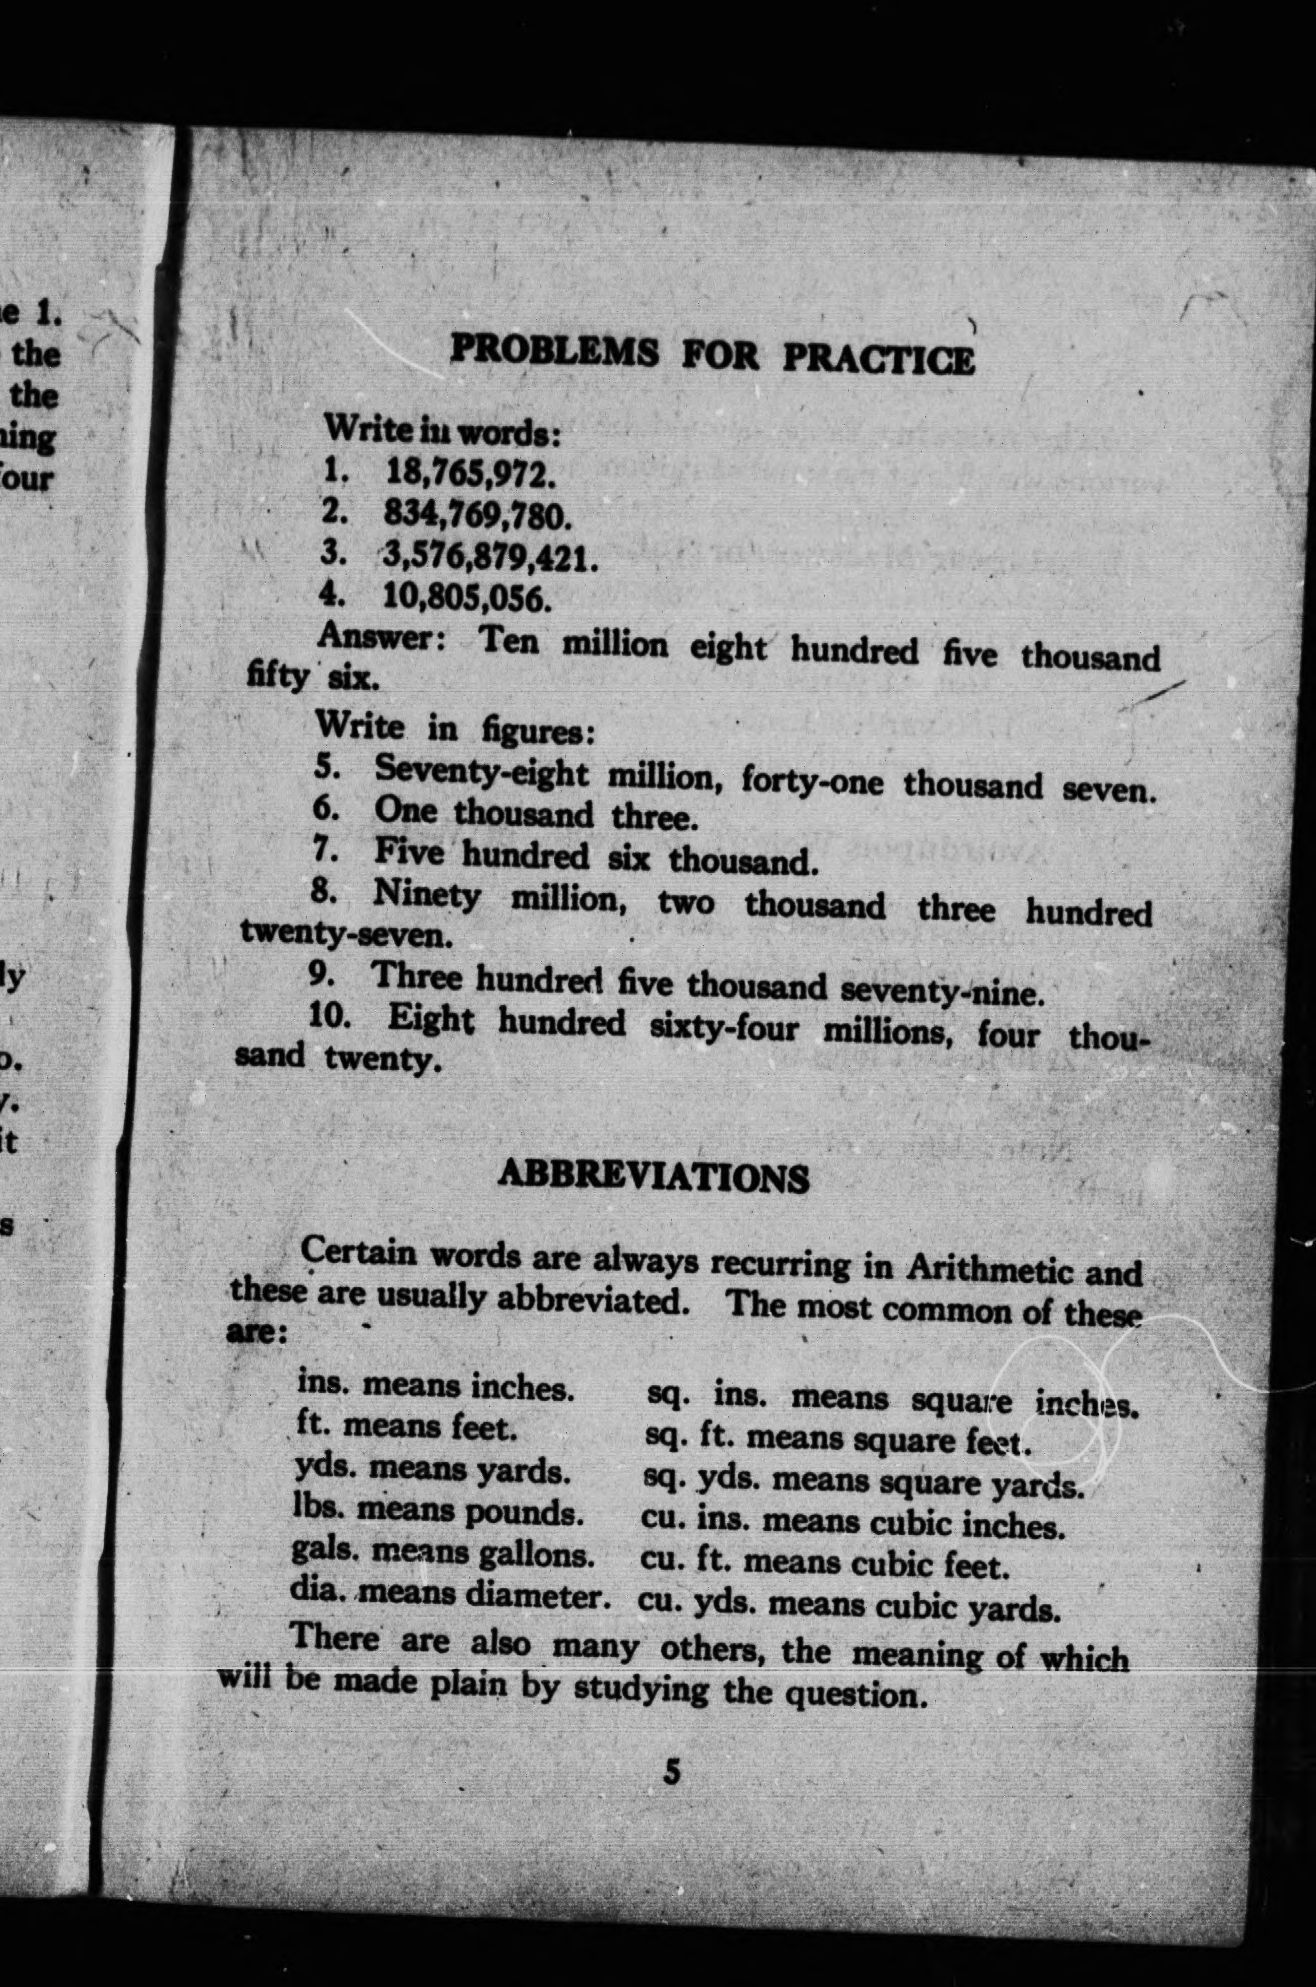 e 1.
the
the
ning
four
ly
o.
y.
it
s
PROBLEMS FOR PRACTICE
Write in words:
1. 18,765,972.
2. 834,769,780.
3. 3,576,879,421.
4. 10,805,056.
Answer: Ten million eight hundred five thousand
fifty six.
Write in figures:
5. Seventy-eight million, forty-one thousand seven.
6. One thousand three.
7. Five hundred six thousand.
8. Ninety million, two thousand three hundred
twenty-seven.
9. Three hundred five thousand seventy-nine.
10. Eight hundred sixty-four millions, four thou-
sand twenty.
ABBREVIATIONS
Certain words are always recurring in Arithmetic and
these are usually abbreviated. The most common of these
are:
ins. means inches. sq. ins. means square inches.
ft. means feet. sq. ft. means square feet.
yds. means yards. sq. yds. means square yards.
lbs. means pounds. cu. ins. means cubic inches.
gals. means gallons. cu. ft. means cubic feet.
dia. means diameter. cu. yds. means cubic yards.
There are also many others, the meaning of which
will be made plain by studying the question.
5